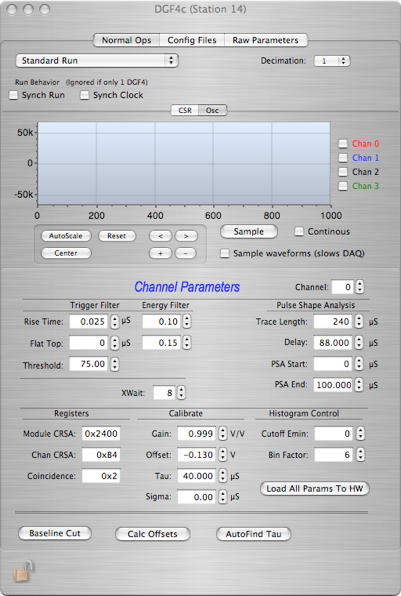 DGF4c (Station 14)
Normal Ops Config Files Raw Parameters
Standard Run Decimation: 1
Run Behavior (Ignored if only 1 DGF4)
Synch Run Synch Clock
CSR Osc
50k
0
-50k
0 200 400 600 800 1000
Chan 0
Chan 1
Chan 2
Chan 3
AutoScale Reset < >
Center + -
Sample Continous
Sample waveforms (slows DAQ)
Channel Parameters Channel: 0
Trigger Filter Energy Filter Pulse Shape Analysis
Rise Time: 0.025 µS 0.10 Trace Length: 240 µS
Flat Top: 0 µS 0.15 Delay: 88.000 µS
Threshold: 75.00 PSA Start: 0 µS
XWait: 8 PSA End: 100.000 µS
Registers Calibrate Histogram Control
Module CRSA: 0x2400 Gain: 0.999 V/V Cutoff Emin: 0
Chan CRSA: 0xB4 Offset: -0.130 V Bin Factor: 6
Coincidence: 0x2 Tau: 40.000 µS
Sigma: 0.00 µS Load All Params To HW
Baseline Cut Calc Offsets AutoFind Tau